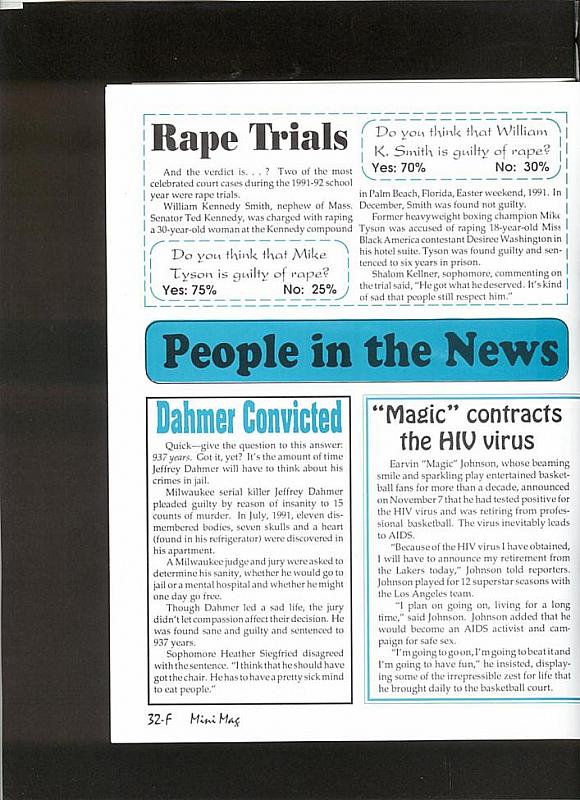 Rape Trials
And the verdict is. . . ? Two of the most
celebrated court cases during the 1991-92 school
year were rape trials.
William Kennedy Smith, nephew of Mass.
Senator Ted Kennedy, was charged with raping
a 30-year-old woman at the Kennedy compound
Do you think that William
K. Smith is guilty of rape?
Yes: 70% No: 30%
in Palm Beach, Florida, Easter weekend, 1991. In
December, Smith was found not guilty.
Former heavyweight boxing champion Mike
Tyson was accused of raping 18-year-old Miss
Black America contestant Desiree Washington in
his hotel suite. Tyson was found guilty and sen-
tenced to six years in prison.
Shalom Kellner, sophomore, commenting on
the trial said, "He got what he deserved. It's kind
of sad that people still respect him."
Do you think that Mike
Tyson is guilty of rape?
Yes: 75% No: 25%
People in the News
Dahmer Convicted
Quick—give the question to this answer:
937 years. Got it, yet? It's the amount of time
Jeffrey Dahmer will have to think about his
crimes in jail.
Milwaukee serial killer Jeffrey Dahmer
pleaded guilty by reason of insanity to 15
counts of murder. In July, 1991, eleven dis-
membered bodies, seven skulls and a heart
(found in his refrigerator) were discovered in
his apartment.
A Milwaukee judge and jury were asked to
determine his sanity, whether he would go to
jail or a mental hospital and whether he might
one day go free.
Though Dahmer led a sad life, the jury
didn't let compassion affect their decision. He
was found sane and guilty and sentenced to
937 years.
Sophomore Heather Siegfried disagreed
with the sentence. "I think that he should have
got the chair. He has to have a pretty sick mind
to eat people."
"Magic" contracts
the HIV virus
Earvin "Magic" Johnson, whose beaming
smile and sparkling play entertained basket-
ball fans for more than a decade, announced
on November 7 that he had tested positive for
the HIV virus and was retiring from profes-
sional basketball. The virus inevitably leads
to AIDS.
"Because of the HIV virus I have obtained,
I will have to announce my retirement from
the Lakers today," Johnson told reporters.
Johnson played for 12 superstar seasons with
the Los Angeles team.
"I plan on going on, living for a long
time," said Johnson. Johnson added that he
would become an AIDS activist and cam-
paign for safe sex.
"I'm going to go on, I'm going to beat it and
I'm going to have fun," he insisted, display-
ing some of the irrepressible zest for life that
he brought daily to the basketball court.
32-F Mini Mag